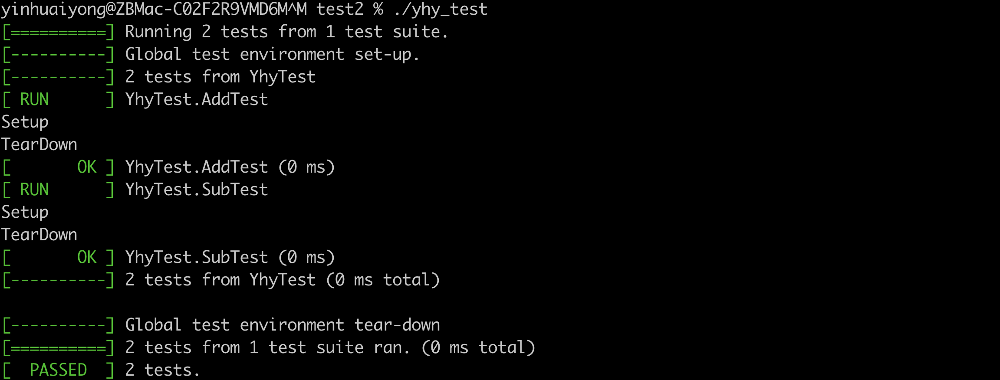 yinhuaiyong@ZBMac-C02F2R9VMD6M^M test2 % ./yhy_test
[==========] Running 2 tests from 1 test suite.
[----------] Global test environment set-up.
[----------] 2 tests from YhyTest
[ RUN      ] YhyTest.AddTest
Setup
TearDown
[       OK ] YhyTest.AddTest (0 ms)
[ RUN      ] YhyTest.SubTest
Setup
TearDown
[       OK ] YhyTest.SubTest (0 ms)
[----------] 2 tests from YhyTest (0 ms total)
[----------] Global test environment tear-down
[==========] 2 tests from 1 test suite ran. (0 ms total)
[  PASSED  ] 2 tests.